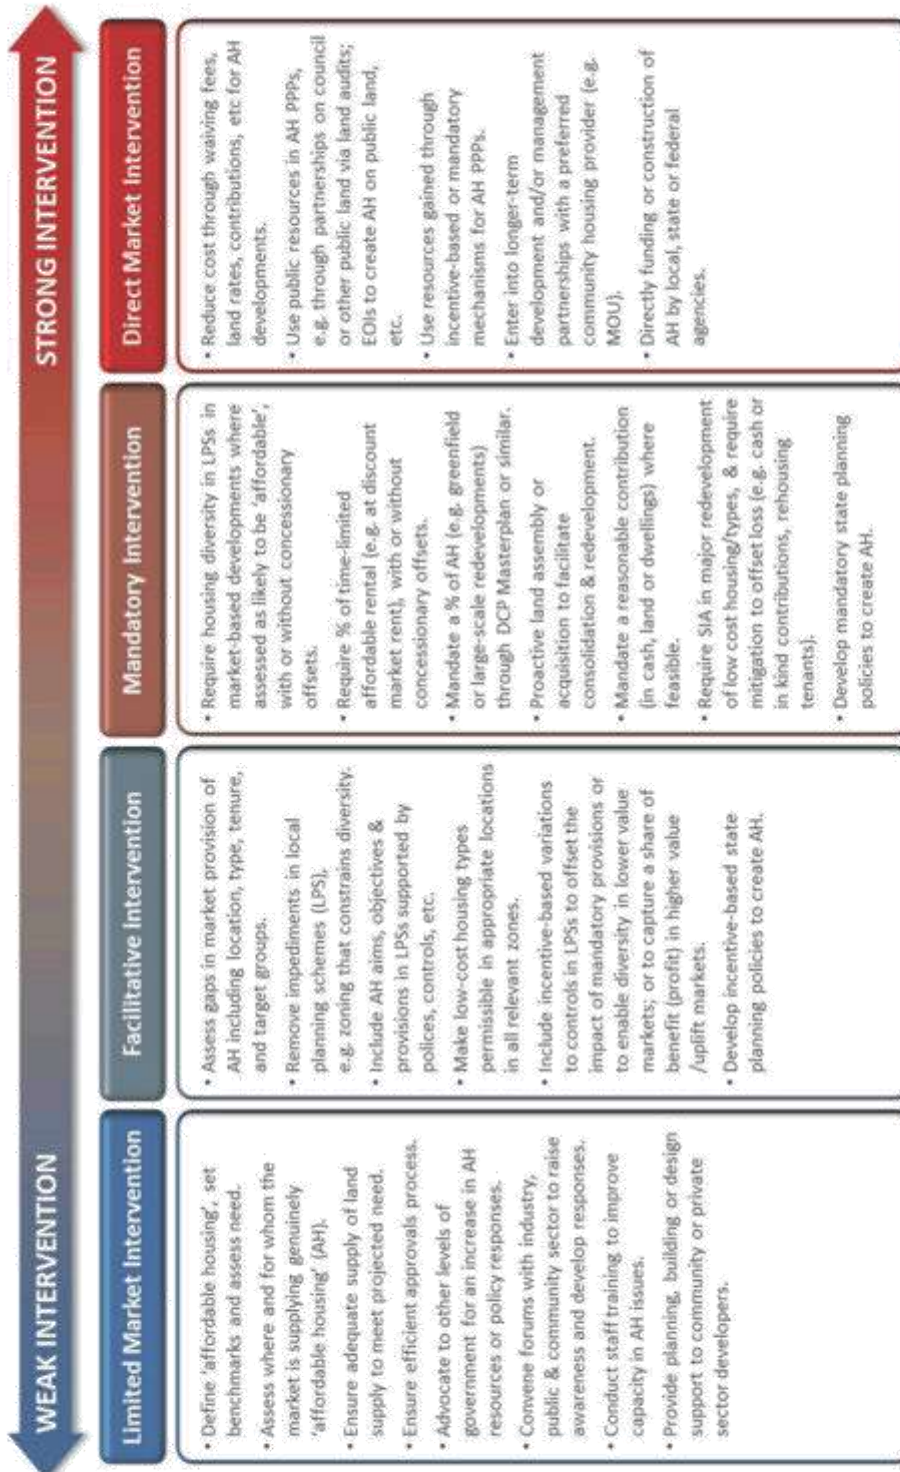 WEAK INTERVENTION
STRONG INTERVENTION
Limited Market Intervention
• Define 'affordable housing', set
benchmarks and assess need.
• Assess where and for whom the
market is supplying genuinely
'affordable housing' (AH).
• Ensure adequate supply of land
supply to meet projected need.
• Ensure efficient approvals process.
• Advocate to other levels of
government for an increase in AH
resources or policy responses.
• Convene forums with industry,
public & community sector to raise
awareness and develop responses.
• Conduct staff training to improve
capacity in AH issues.
• Provide planning, building or design
support to community or private
sector developers.
Facilitative Intervention
• Assess gaps in market provision of
AH including location, type, tenure,
and target groups.
• Remove impediments in local
planning schemes (LPS),
e.g. zoning that constrains diversity.
• Include AH aims, objectives &
provisions in LPSs supported by
polices, controls, etc.
• Make low-cost housing types
permissible in appropriate locations
in all relevant zones.
• Include incentive-based variations
to controls in LPSs to offset the
impact of mandatory provisions or
to enable diversity in lower value
markets; or to capture a share of
benefit (profit) in higher value
/uplift markets.
• Develop incentive-based state
planning policies to create AH.
Mandatory Intervention
• Require housing diversity in LPSs in
market-based developments where
assessed as likely to be 'affordable',
with or without concessionary
offsets.
• Require % of time-limited
affordable rental (e.g. at discount
market rent), with or without
concessionary offsets.
• Mandate a % of AH (e.g. greenfield
or large-scale redevelopments)
through DCP Masterplan or similar.
• Proactive land assembly or
acquisition to facilitate
consolidation & redevelopment.
• Mandate a reasonable contribution
(in cash, land or dwellings) where
feasible.
• Require SIA in major redevelopment
of low cost housing/types, & require
mitigation to offset loss (e.g. cash or
in kind contributions, rehousing
tenants).
• Develop mandatory state planning
policies to create AH.
Direct Market Intervention
• Reduce cost through waiving fees,
land rates, contributions, etc for AH
developments.
• Use public resources in AH PPPs,
e.g. through partnerships on council
or other public land via land audits;
EOIs to create AH on public land,
etc.
• Use resources gained through
incentive-based or mandatory
mechanisms for AH PPPs.
• Enter into longer-term
development and/or management
partnerships with a preferred
community housing provider (e.g.
MOU).
• Directly funding or construction of
AH by local, state or federal
agencies.